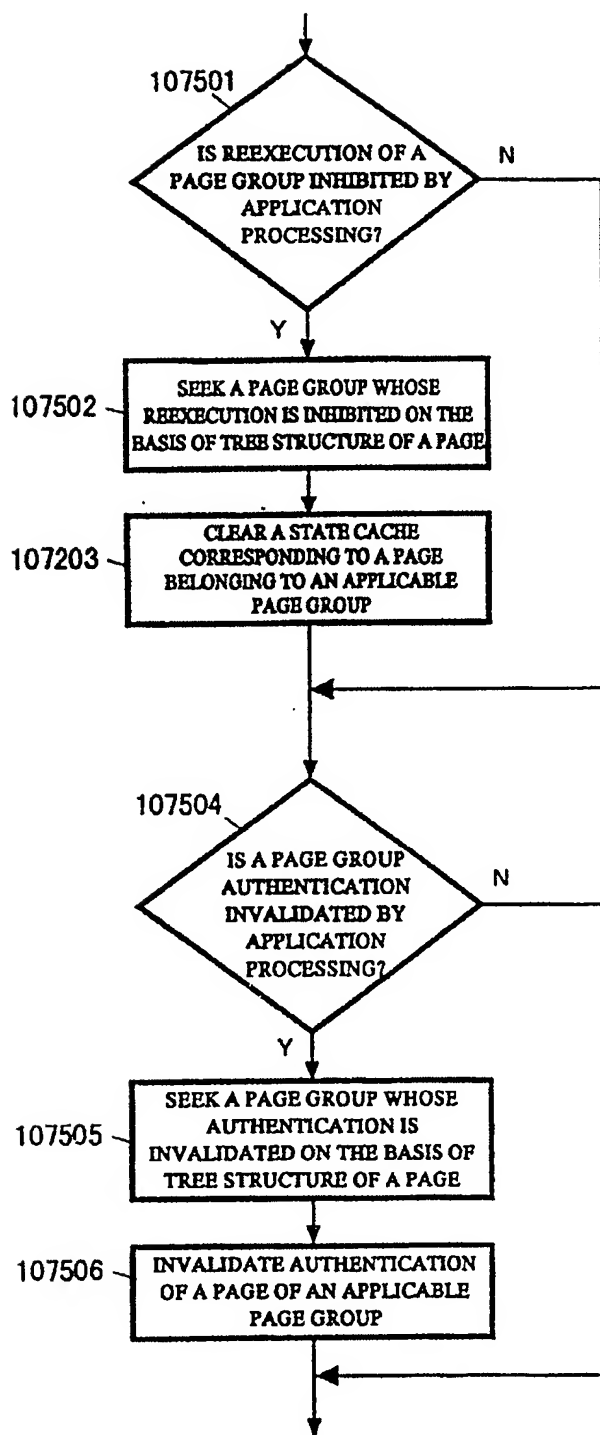 107501
IS REEXECUTION OF A
PAGE GROUP INHIBITED BY
APPLICATION
PROCESSING?
N
Y
107502
SEEK A PAGE GROUP WHOSE
REEXECUTION IS INHIBITED ON THE
BASIS OF TREE STRUCTURE OF A PAGE
107203
CLEAR A STATE CACHE
CORRESPONDING TO A PAGE
BELONGING TO AN APPLICABLE
PAGE GROUP
107504
IS A PAGE GROUP
AUTHENTICATION
INVALIDATED BY
APPLICATION
PROCESSING?
N
Y
107505
SEEK A PAGE GROUP WHOSE
AUTHENTICATION IS
INVALIDATED ON THE BASIS OF
TREE STRUCTURE OF A PAGE
107506
INVALIDATE AUTHENTICATION
OF A PAGE OF AN APPLICABLE
PAGE GROUP